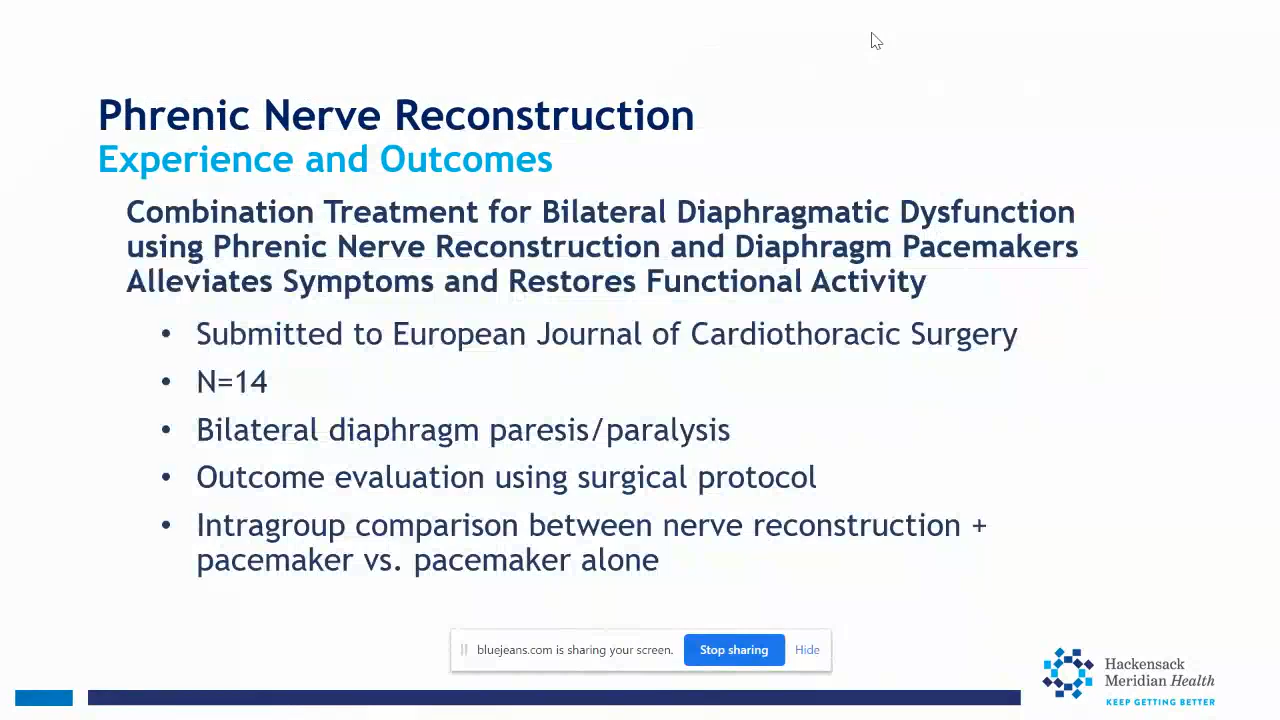 Phrenic Nerve Reconstruction
Experience and Outcomes
Combination Treatment for Bilateral Diaphragmatic Dysfunction
using Phrenic Nerve Reconstruction and Diaphragm Pacemakers
Alleviates Symptoms and Restores Functional Activity
• Submitted to European Journal of Cardiothoracic Surgery
• N=14
• Bilateral diaphragm paresis/paralysis
• Outcome evaluation using surgical protocol
• Intragroup comparison between nerve reconstruction +
pacemaker vs. pacemaker alone
bluejeans.com is sharing your screen. Stop sharing Hide
Hackensack
Meridian Health
KEEP GETTING BETTER